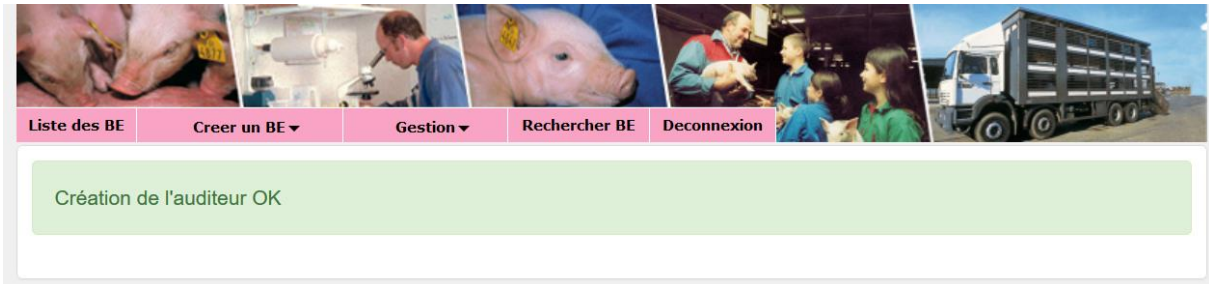 Liste des BE
Creer un BE
Gestion
Rechercher BE
Deconnexion
Création de l'auditeur OK